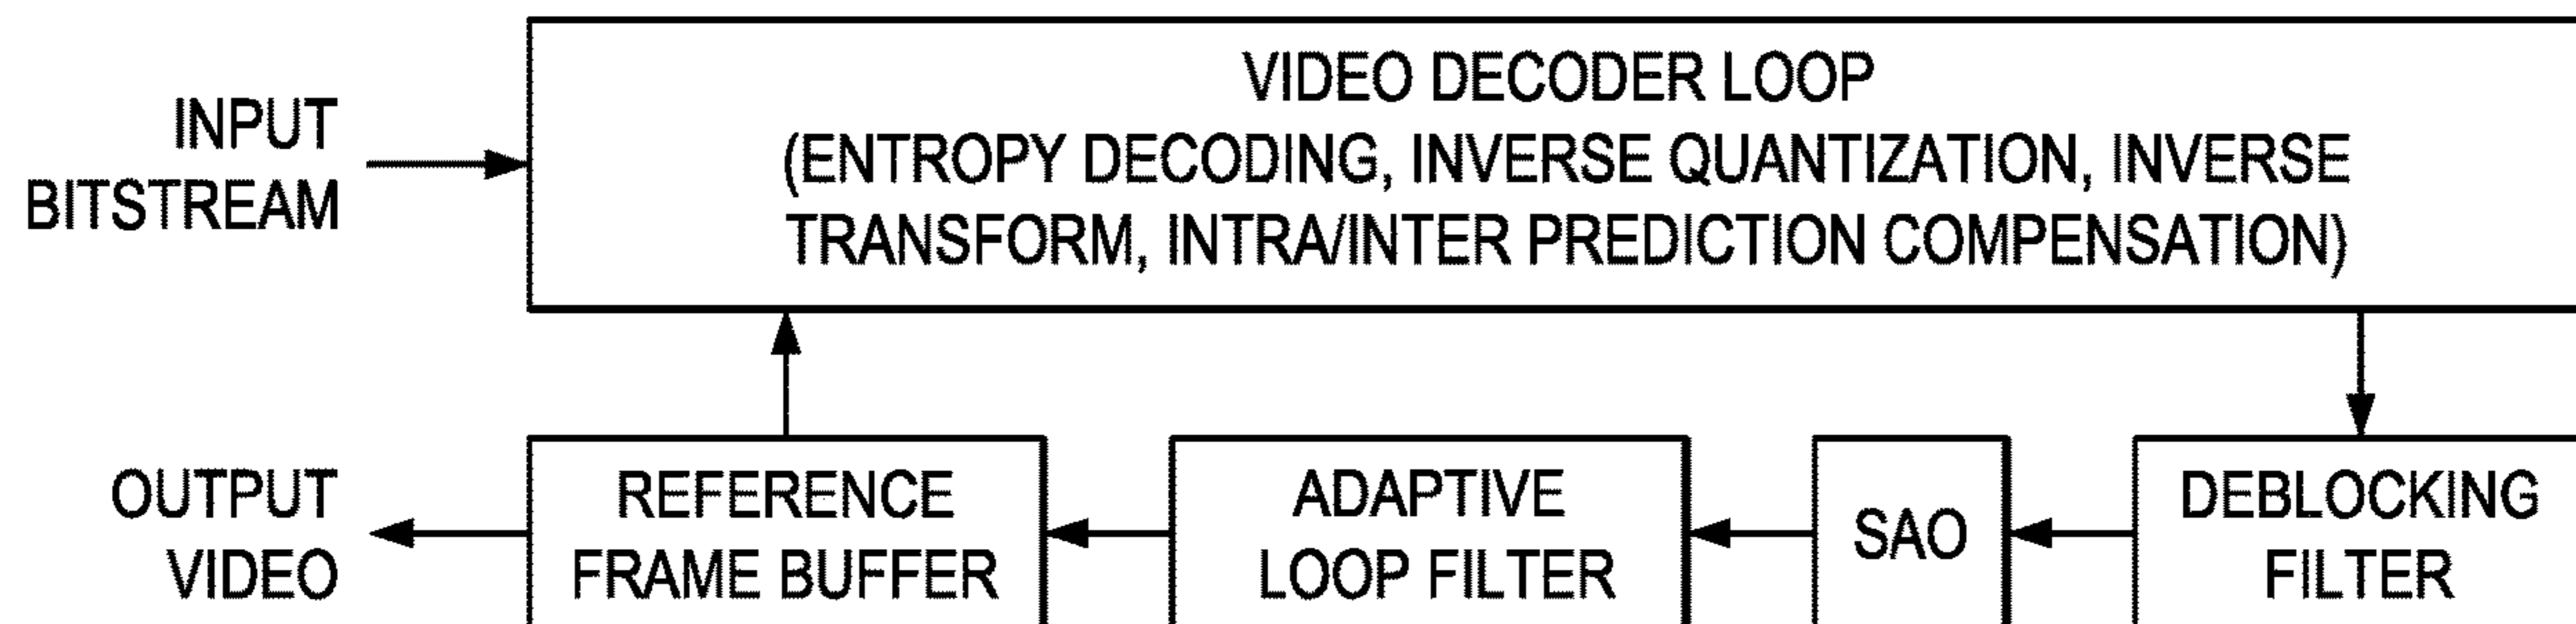 INPUT
BITSTREAM
VIDEO DECODER LOOP
(ENTROPY DECODING, INVERSE QUANTIZATION, INVERSE
TRANSFORM, INTRA/INTER PREDICTION COMPENSATION)
OUTPUT
VIDEO
REFERENCE
FRAME BUFFER
ADAPTIVE
LOOP FILTER
SAO
DEBLOCKING
FILTER